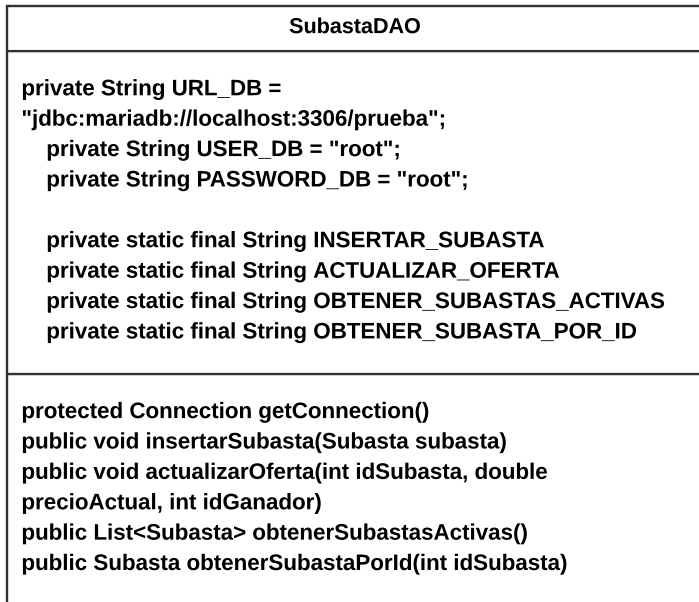 SubastaDAO
private String URL_DB =
"jdbc:mariadb://localhost:3306/prueba";
private String USER_DB = "root";
private String PASSWORD_DB = "root";
private static final String INSERTAR_SUBASTA
private static final String ACTUALIZAR_OFERTA
private static final String OBTENER_SUBASTAS_ACTIVAS
private static final String OBTENER_SUBASTA_POR_ID
protected Connection getConnection()
public void insertarSubasta(Subasta subasta)
public void actualizarOferta(int idSubasta, double
precioActual, int idGanador)
public List<Subasta> obtenerSubastasActivas()
public Subasta obtenerSubastaPorId(int idSubasta)